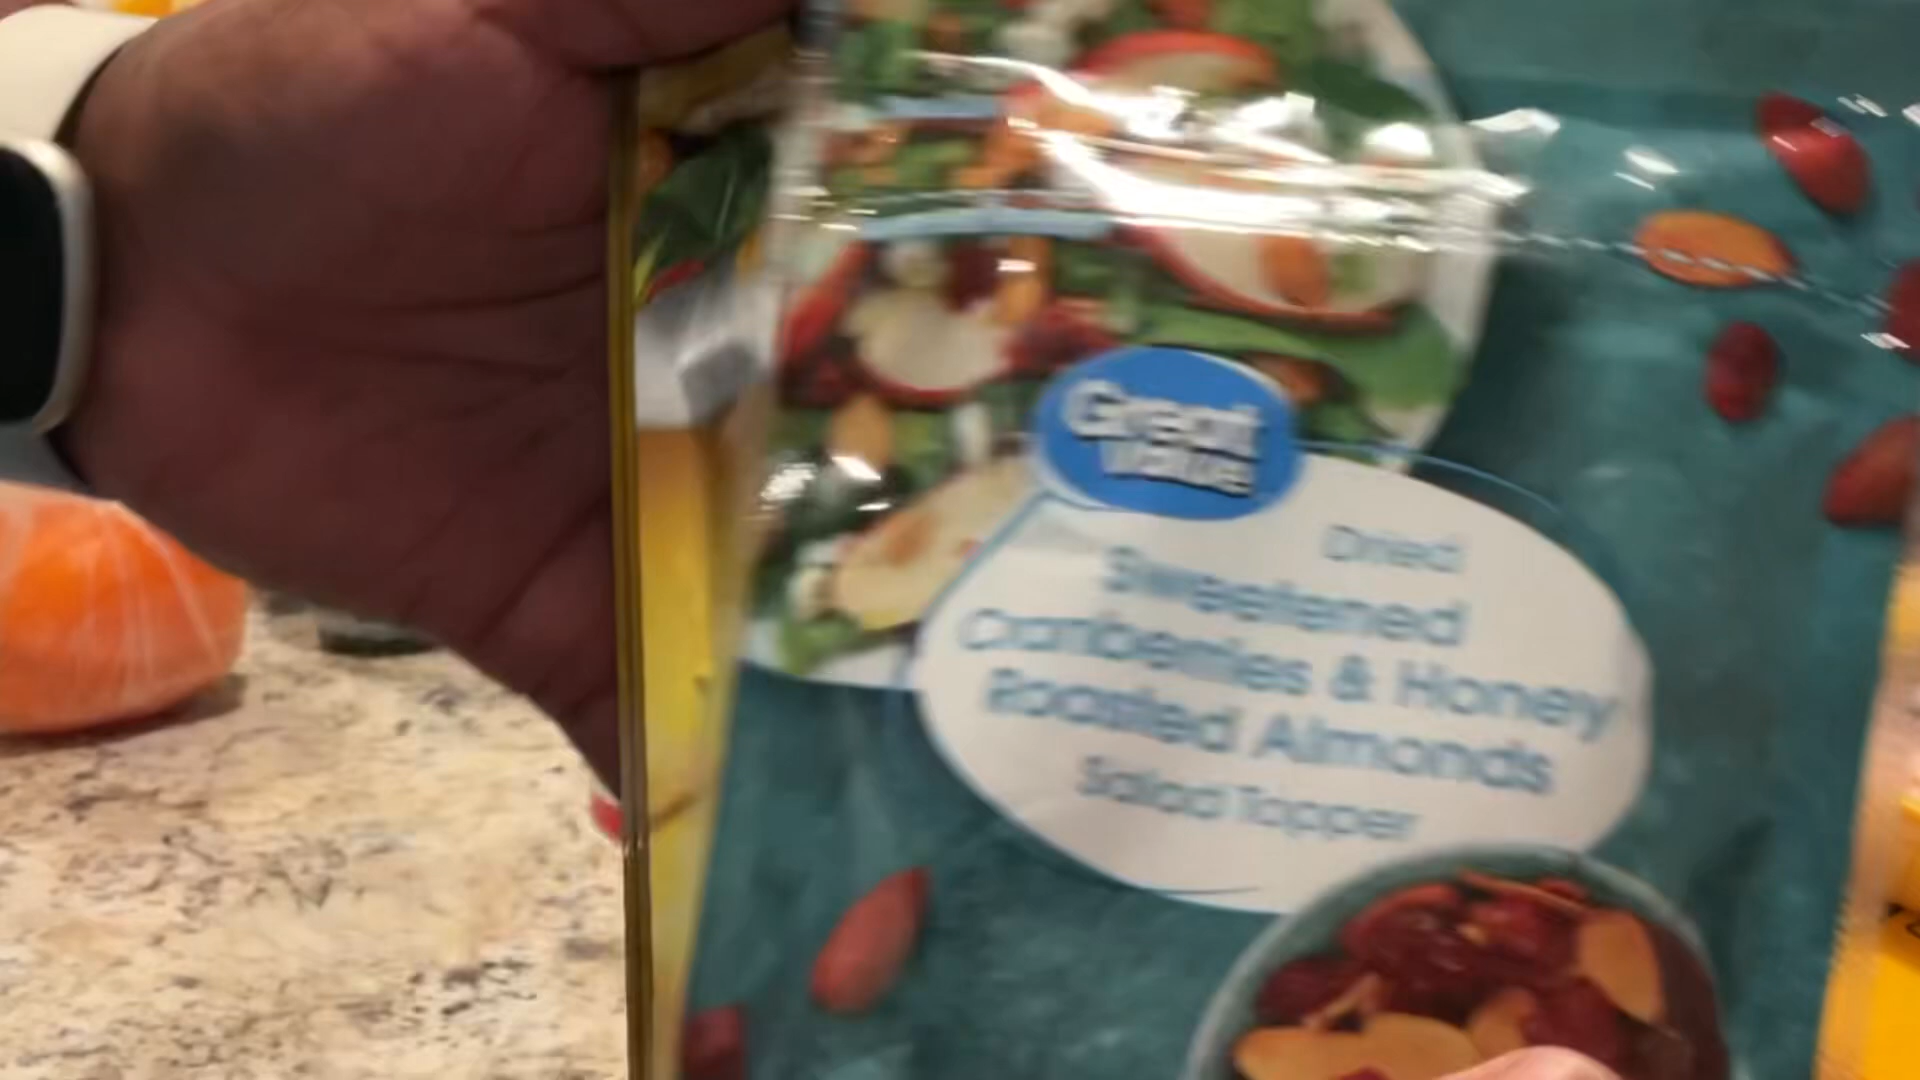 Great
Value
Dried
Sweetened
Cranberries & Honey
Roasted Almonds
Salad Topper